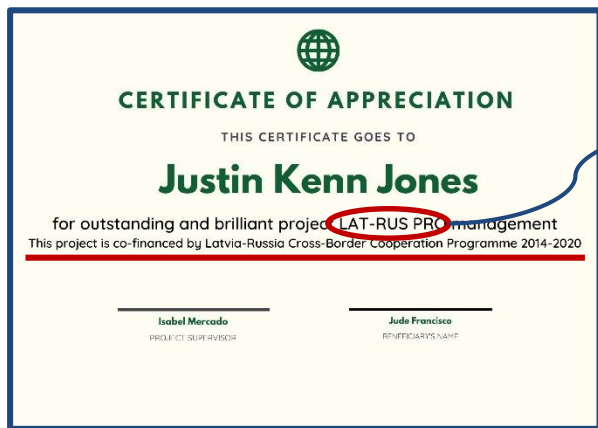 CERTIFICATE OF APPRECIATION
THIS CERTIFICATE GOES TO
Justin Kenn Jones
for outstanding and brilliant project LAT-RUS PRO management
This project is co-financed by Latvia-Russia Cross-Border Cooperation Programme 2014-2020
Isabel Mercado
PROJECT SUPERVISOR
Jude Francisco
BENEFICIARY'S NAME